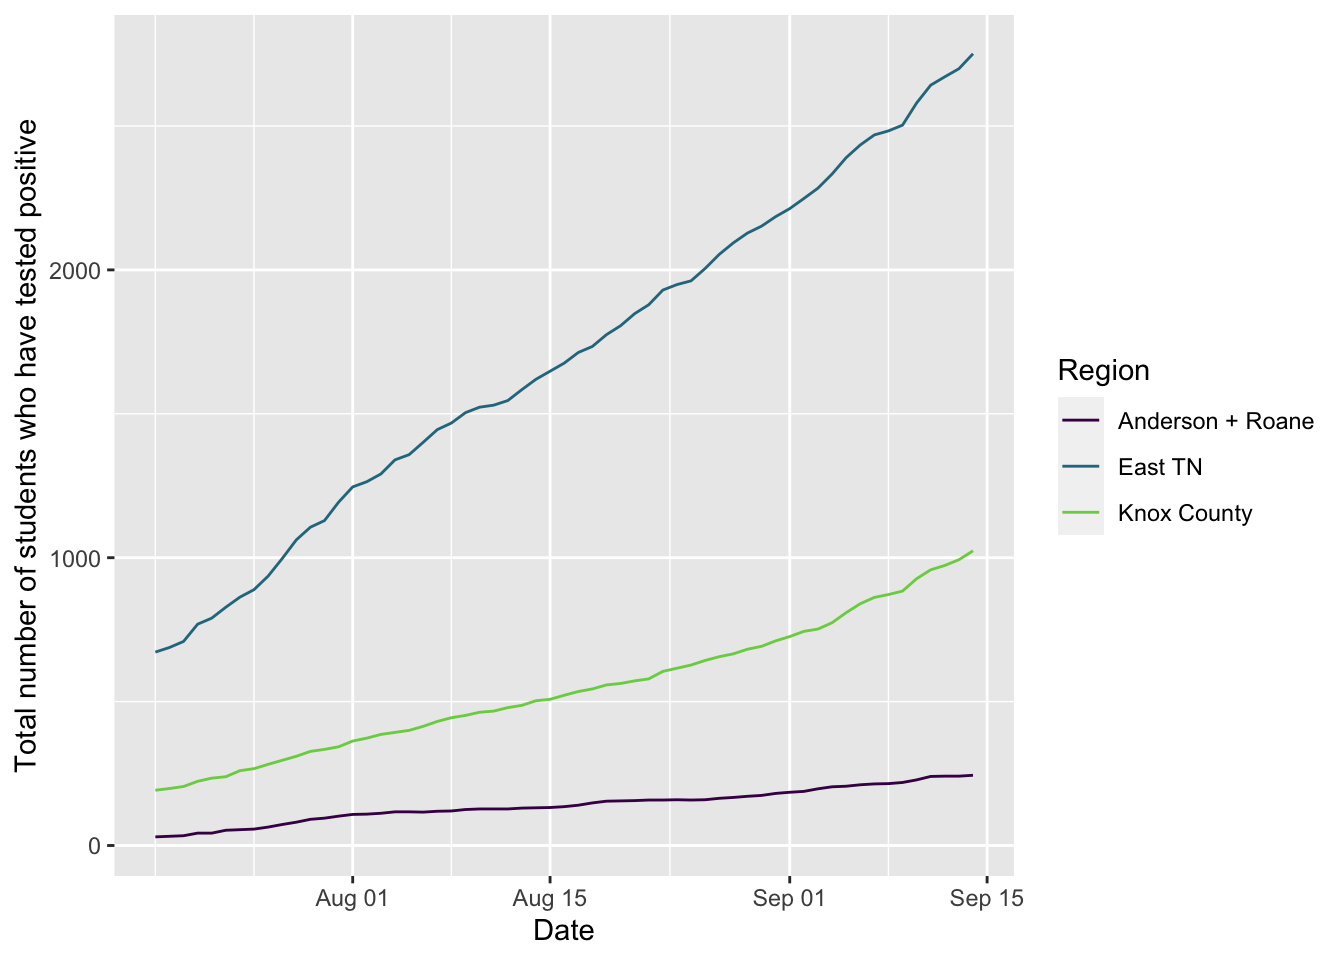 Total number of students who have tested positive
2000
1000
0
Aug 01
Aug 15
Sep 01
Sep 15
Date
Region
Anderson + Roane
East TN
Knox County